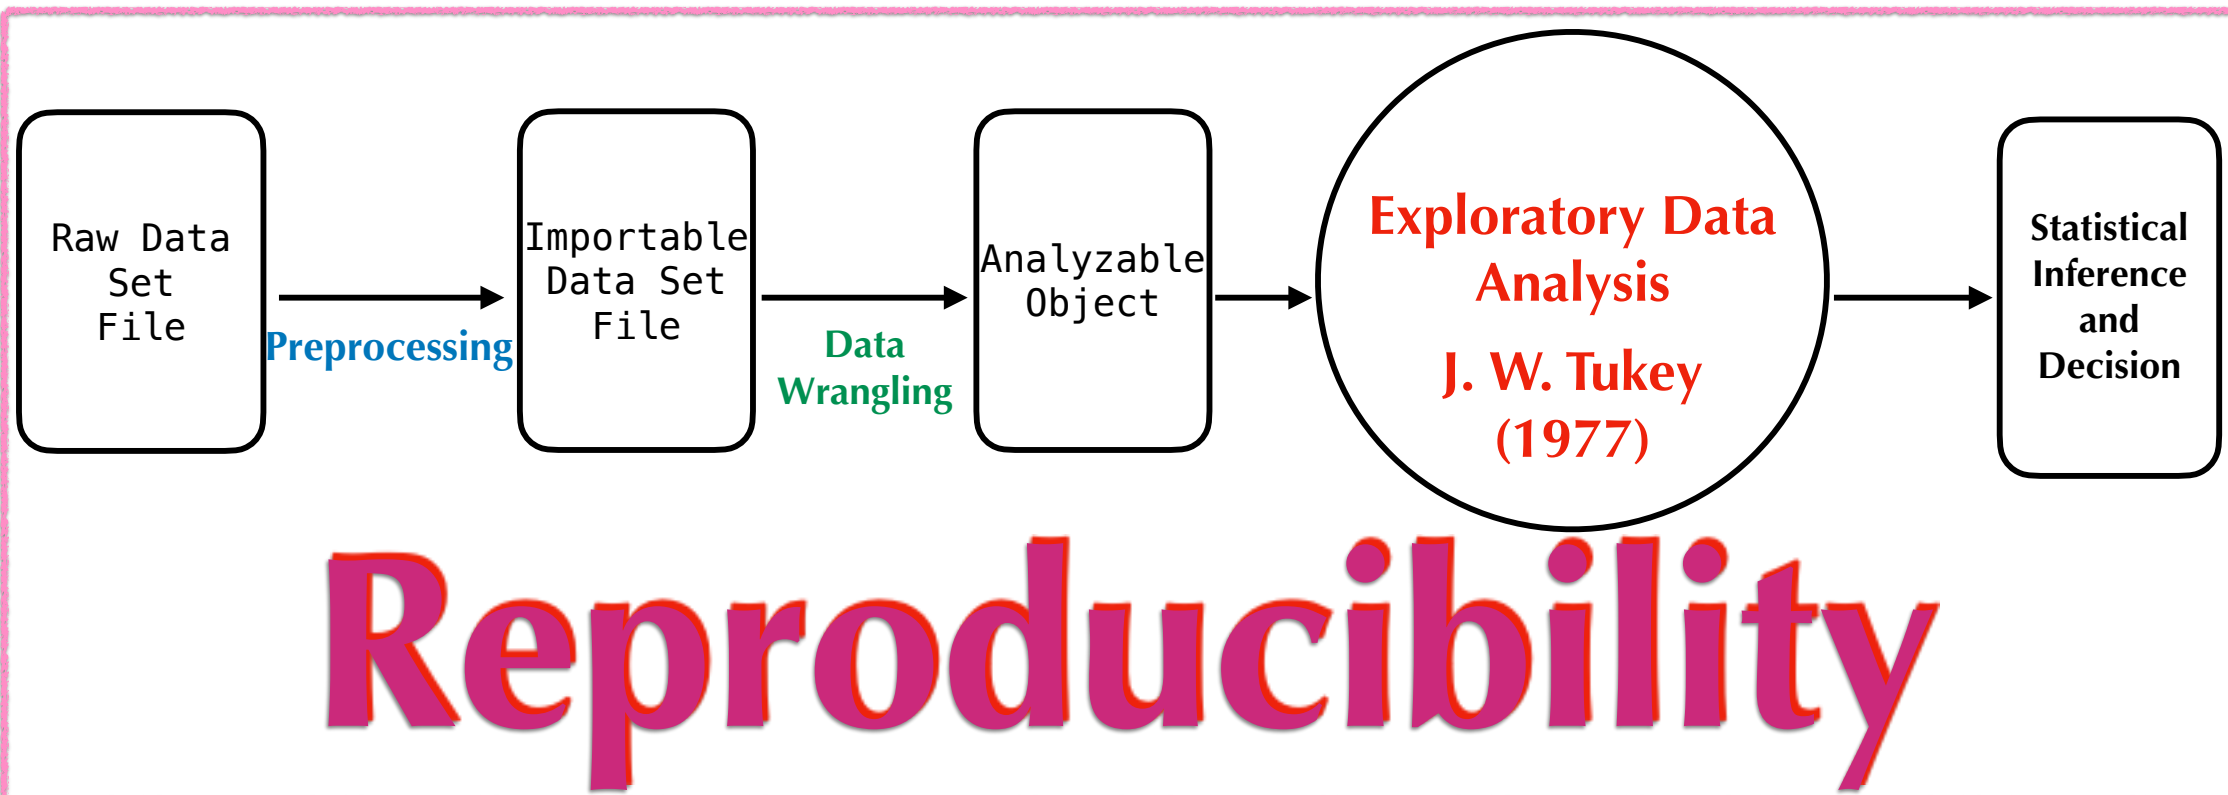 Raw Data
Set
File
Preprocessing
Importable
Data Set
File
Data
Wrangling
Analyzable
Object
Exploratory Data
Analysis
J. W. Tukey
(1977)
Statistical
Inference
and
Decision
Reproducibility